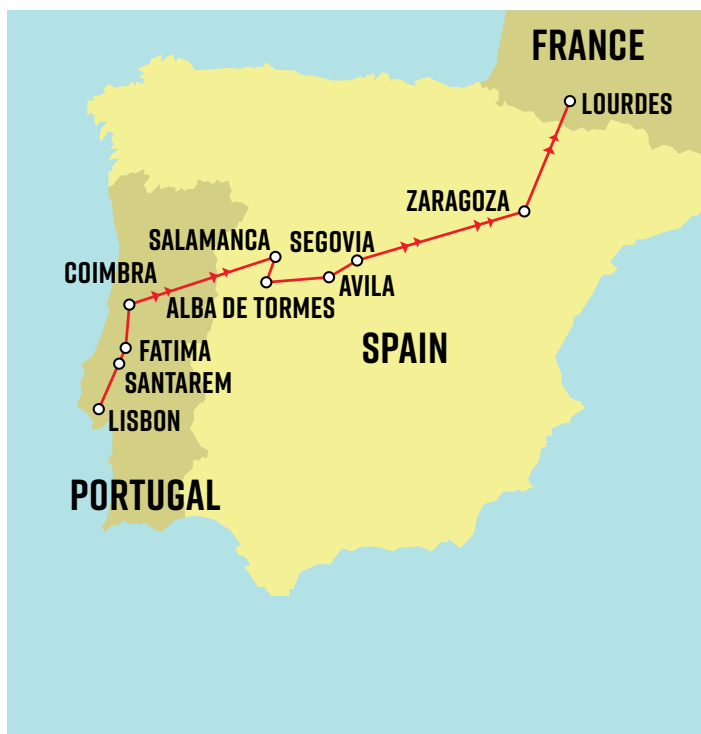 FRANCE
LOURDES
ZARAGOZA
SALAMANCA
SEGOVIA
COIMBRA
AVILA
ALBA DE TORMES
FATIMA
SPAIN
SANTAREM
LISBON
PORTUGAL